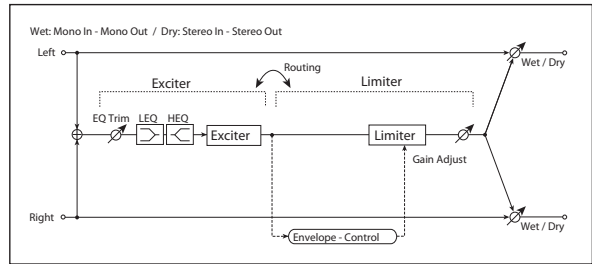 Wet: Mono In - Mono Out / Dry: Stereo In - Stereo Out
Left
Wet / Dry
Routing
Exciter
Limiter
EQ Trim
LEQ
HEQ
Exciter
Limiter
Gain Adjust
Right
Wet / Dry
Envelope - Control